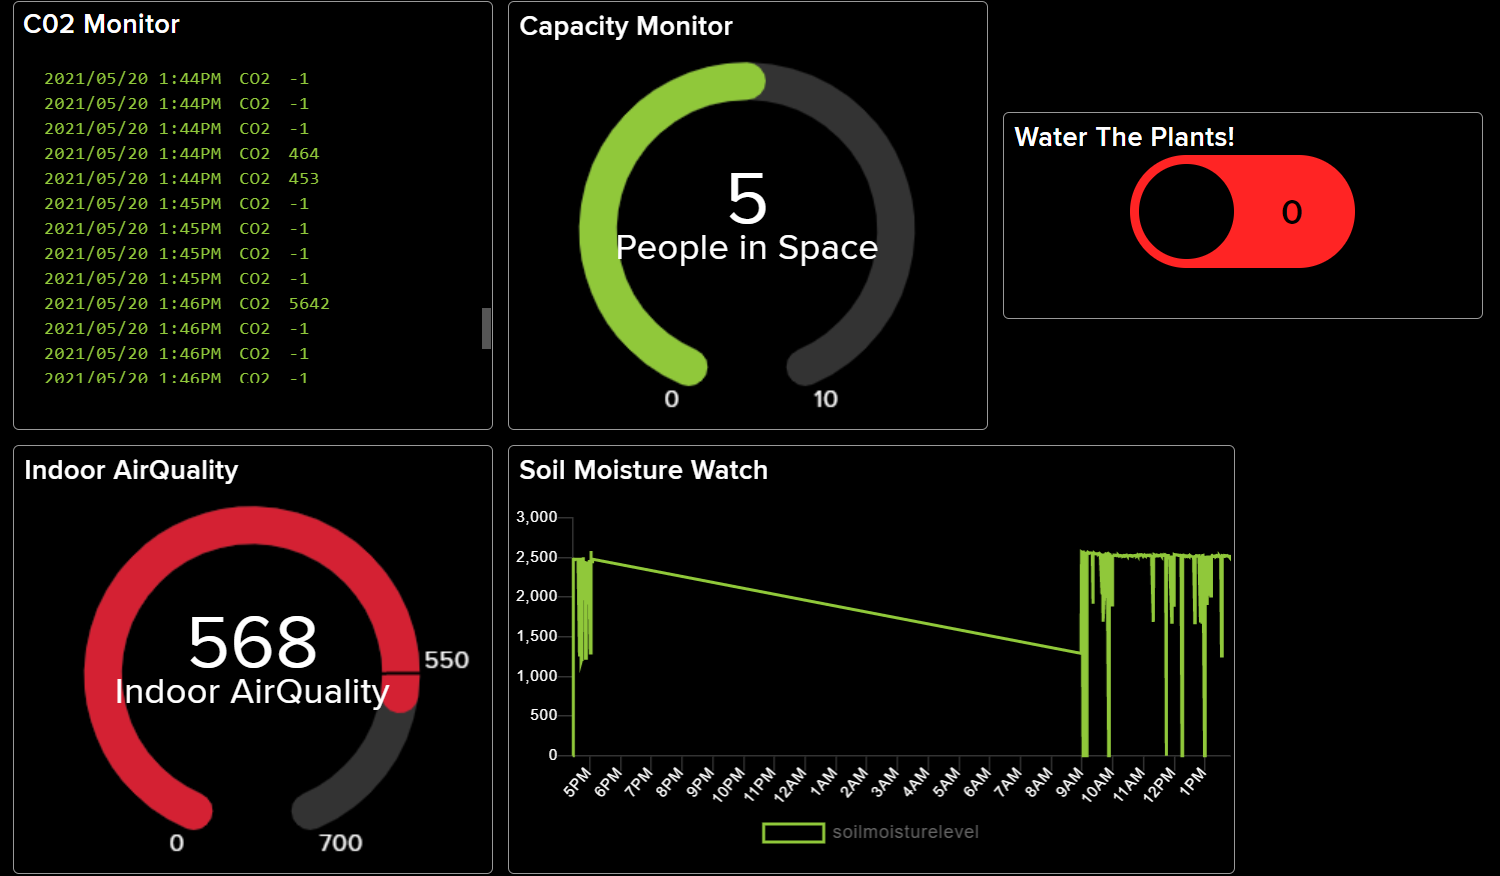 C02 Monitor
2021/05/20 1:44PM CO2 -1
2021/05/20 1:44PM CO2 -1
2021/05/20 1:44PM CO2 -1
2021/05/20 1:44PM CO2 464
2021/05/20 1:44PM CO2 453
2021/05/20 1:45PM CO2 -1
2021/05/20 1:45PM CO2 -1
2021/05/20 1:45PM CO2 -1
2021/05/20 1:45PM CO2 -1
2021/05/20 1:46PM CO2 5642
2021/05/20 1:46PM CO2 -1
2021/05/20 1:46PM CO2 -1
2021/05/20 1:46PM CO2 -1
Capacity Monitor
5
People in Space
0 10
Water The Plants!
0
Indoor AirQuality
568
Indoor AirQuality
550
0 700
Soil Moisture Watch
3,000
2,500
2,000
1,500
1,000
500
0
5PM 6PM 7PM 8PM 9PM 10PM 11PM 12AM 1AM 2AM 3AM 4AM 5AM 6AM 7AM 8AM 9AM 10AM 11AM 12PM 1PM
soilmoisturelevel